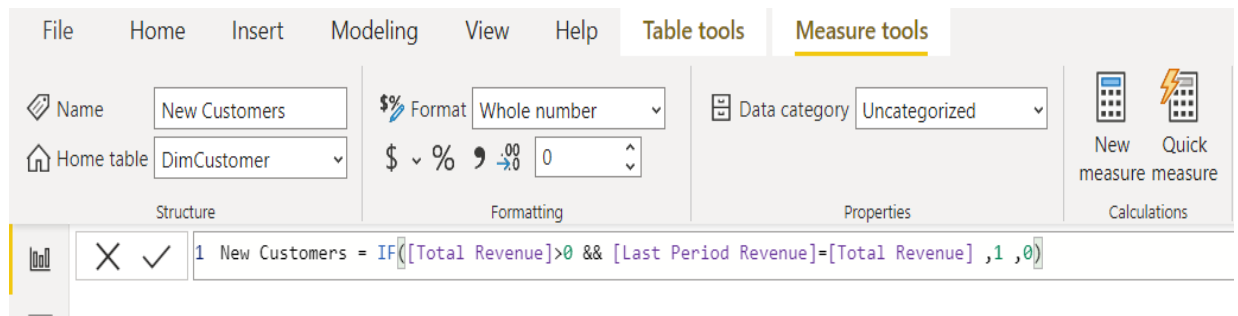 File Home Insert Modeling View Help Table tools Measure tools
Name New Customers $% Format Whole number Data category Uncategorized
Home table DimCustomer $ % 9 .00 →.0 0
New measure Quick measure
Structure Formatting Properties Calculations
1 New Customers = IF([Total Revenue]>0 && [Last Period Revenue]=[Total Revenue] ,1 ,0)